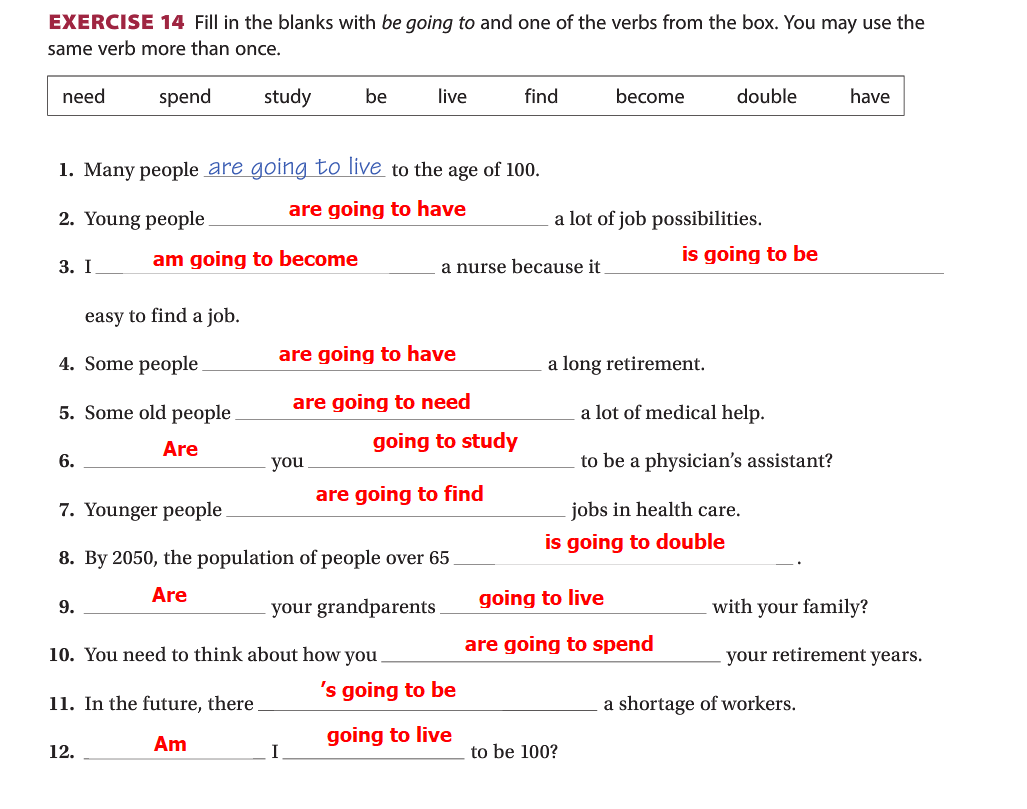 EXERCISE 14 Fill in the blanks with be going to and one of the verbs from the box. You may use the
same verb more than once.
need spend study be live find become double have
1. Many people are going to live to the age of 100.
2. Young people are going to have a lot of job possibilities.
3. I am going to become a nurse because it is going to be
easy to find a job.
4. Some people are going to have a long retirement.
5. Some old people are going to need a lot of medical help.
6. Are you going to study to be a physician’s assistant?
7. Younger people are going to find jobs in health care.
8. By 2050, the population of people over 65 is going to double .
9. Are your grandparents going to live with your family?
10. You need to think about how you are going to spend your retirement years.
11. In the future, there ’s going to be a shortage of workers.
12. Am I going to live to be 100?